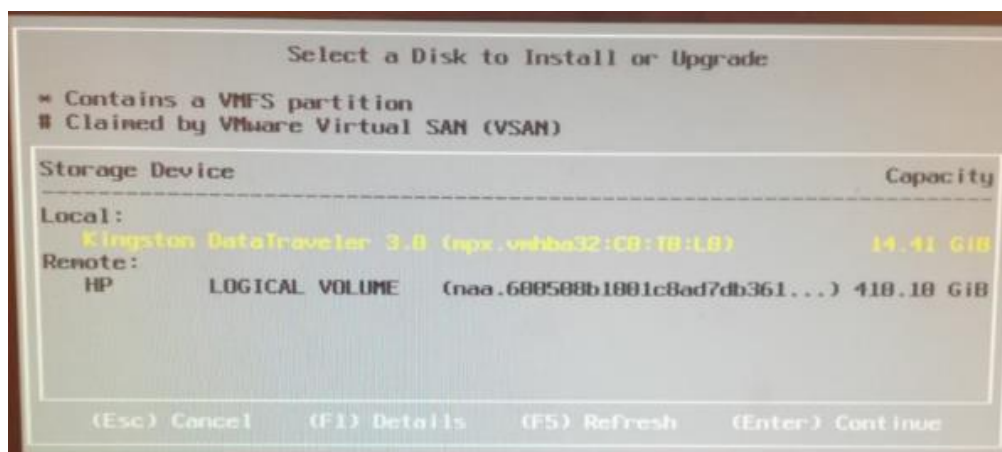 Select a Disk to Install or Upgrade
* Contains a VMFS partition
# Claimed by VMware Virtual SAN (VSAN)
Storage Device Capacity
Local:
Kingston DataTraveler 3.0 (mpx.vmhba32:C0:T0:L0) 14.41 GiB
Remote:
HP LOGICAL VOLUME (naa.600508b1001c8ad7db361...) 410.10 GiB
(Esc) Cancel (F1) Details (F5) Refresh (Enter) Continue